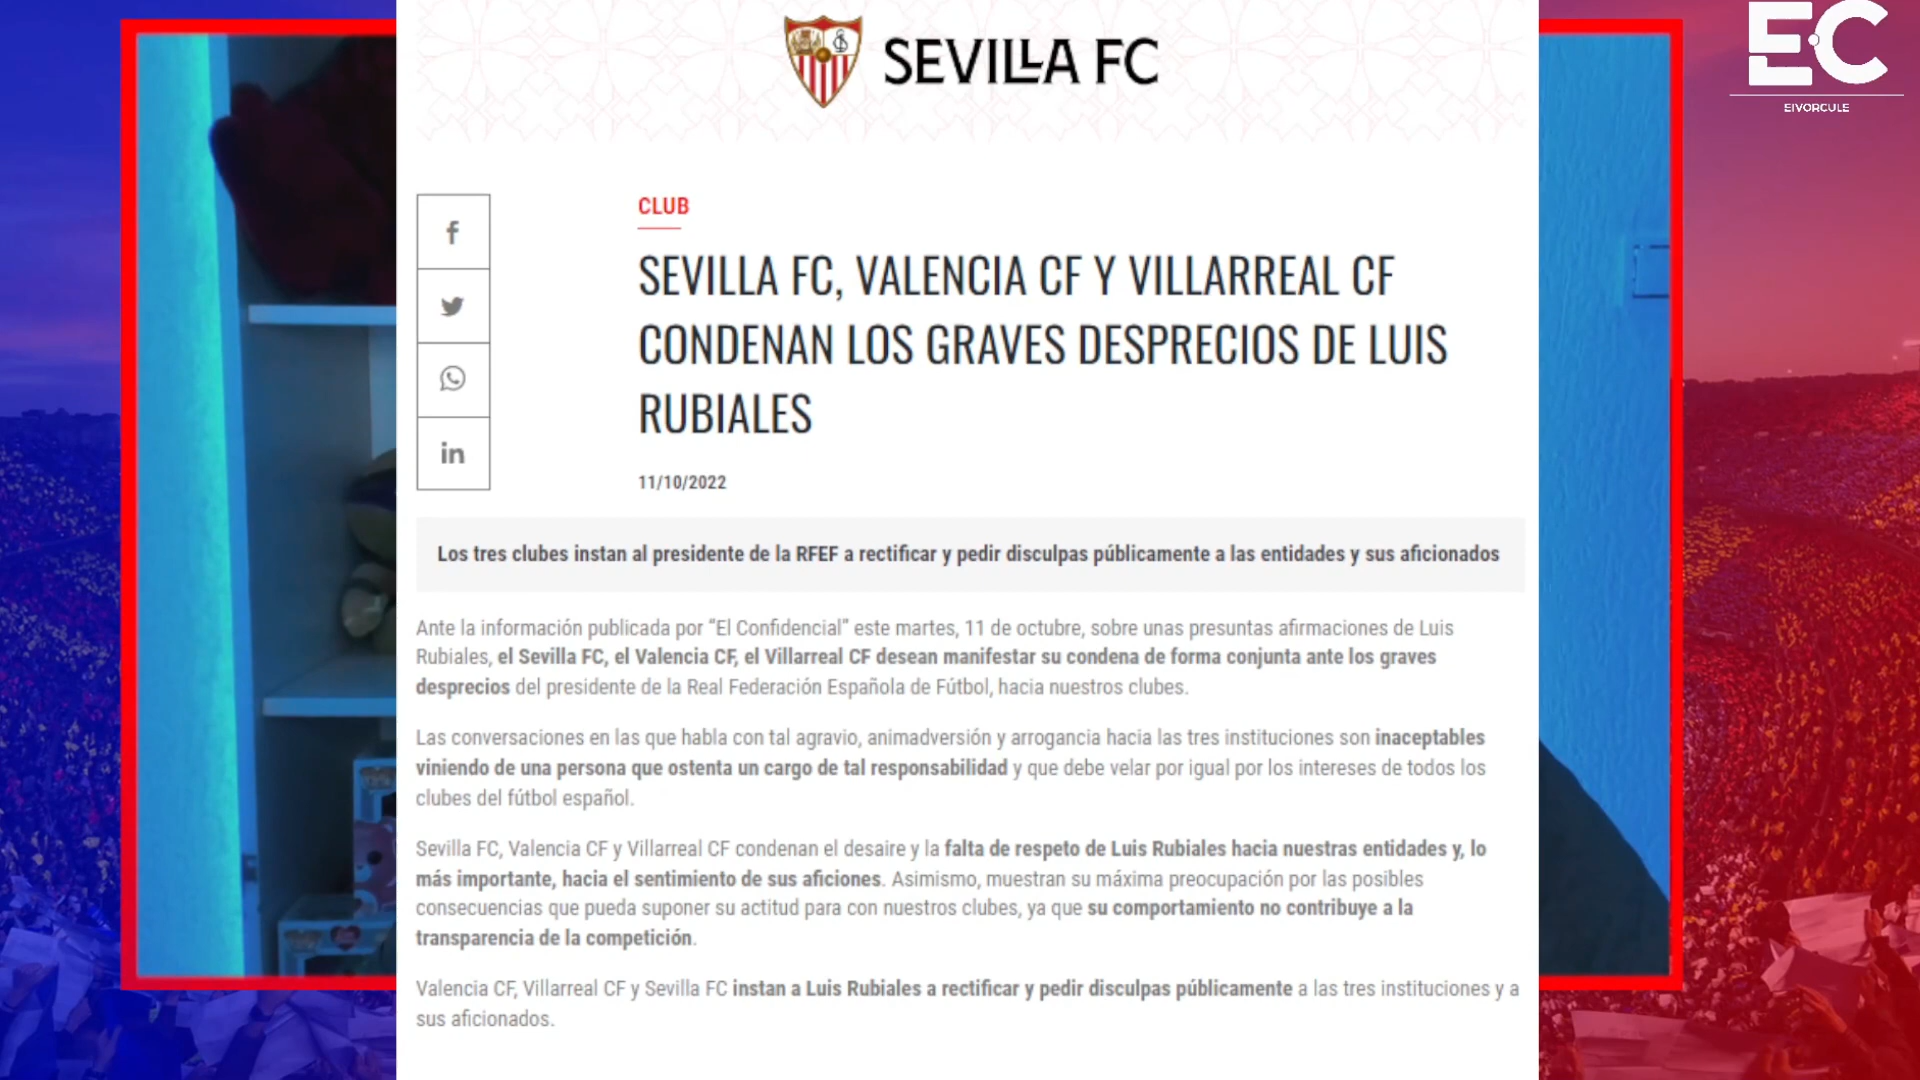 SEVILLA FC
EC
EIVORCULE
CLUB
SEVILLA FC, VALENCIA CF Y VILLARREAL CF
CONDENAN LOS GRAVES DESPRECIOS DE LUIS
RUBIALES
11/10/2022
Los tres clubes instan al presidente de la RFEF a rectificar y pedir disculpas públicamente a las entidades y sus aficionados
Ante la información publicada por “El Confidencial” este martes, 11 de octubre, sobre unas presuntas afirmaciones de Luis
Rubiales, el Sevilla FC, el Valencia CF, el Villarreal CF desean manifestar su condena de forma conjunta ante los graves
desprecios del presidente de la Real Federación Española de Fútbol, hacia nuestros clubes.
Las conversaciones en las que habla con tal agravio, animadversión y arrogancia hacia las tres instituciones son inaceptables
viniendo de una persona que ostenta un cargo de tal responsabilidad y que debe velar por igual por los intereses de todos los
clubes del fútbol español.
Sevilla FC, Valencia CF y Villarreal CF condenan el desaire y la falta de respeto de Luis Rubiales hacia nuestras entidades y, lo
más importante, hacia el sentimiento de sus aficiones. Asimismo, muestran su máxima preocupación por las posibles
consecuencias que pueda suponer su actitud para con nuestros clubes, ya que su comportamiento no contribuye a la
transparencia de la competición.
Valencia CF, Villarreal CF y Sevilla FC instan a Luis Rubiales a rectificar y pedir disculpas públicamente a las tres instituciones y a
sus aficionados.